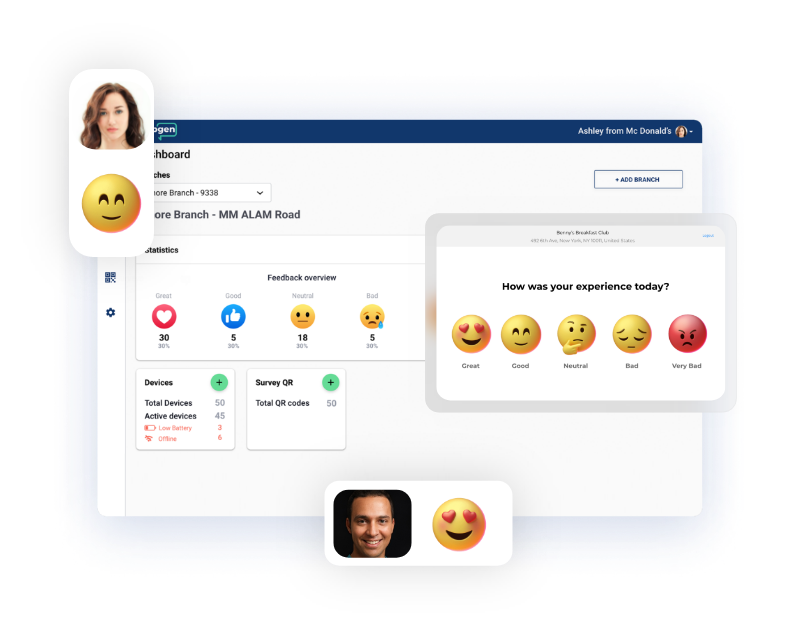 ogen
Ashley from Mc Donald's
shboard
ches
ore Branch - 9338
+ ADD BRANCH
ore Branch - MM ALAM Road
Statistics
Feedback overview
Great Good Neutral Bad
30 5 18 5
30% 30% 30% 30%
Devices +
Total Devices 50
Active devices 45
Low Battery 3
Offline 6
Survey QR +
Total QR codes 50
Benny's Breakfast Club
How was your experience today?
Great Good Neutral Bad Very Bad